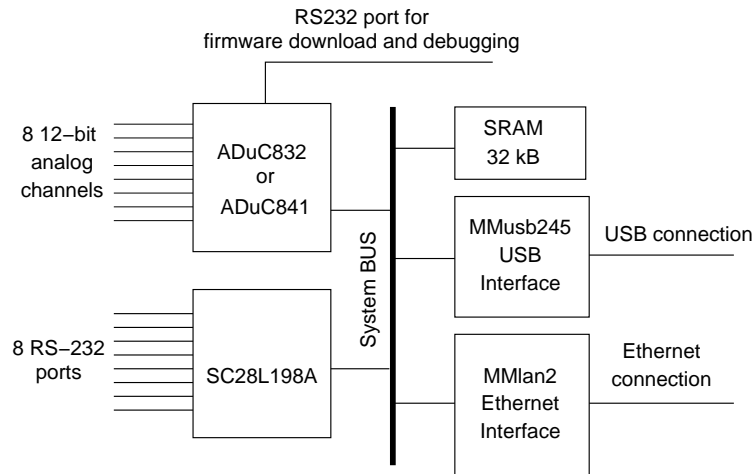 RS232 port for
firmware download and debugging
8 12−bit
analog
channels
ADuC832
or
ADuC841
SRAM
32 kB
System BUS
MMusb245
USB
Interface
USB connection
8 RS−232
ports
SC28L198A
MMlan2
Ethernet
Interface
Ethernet
connection